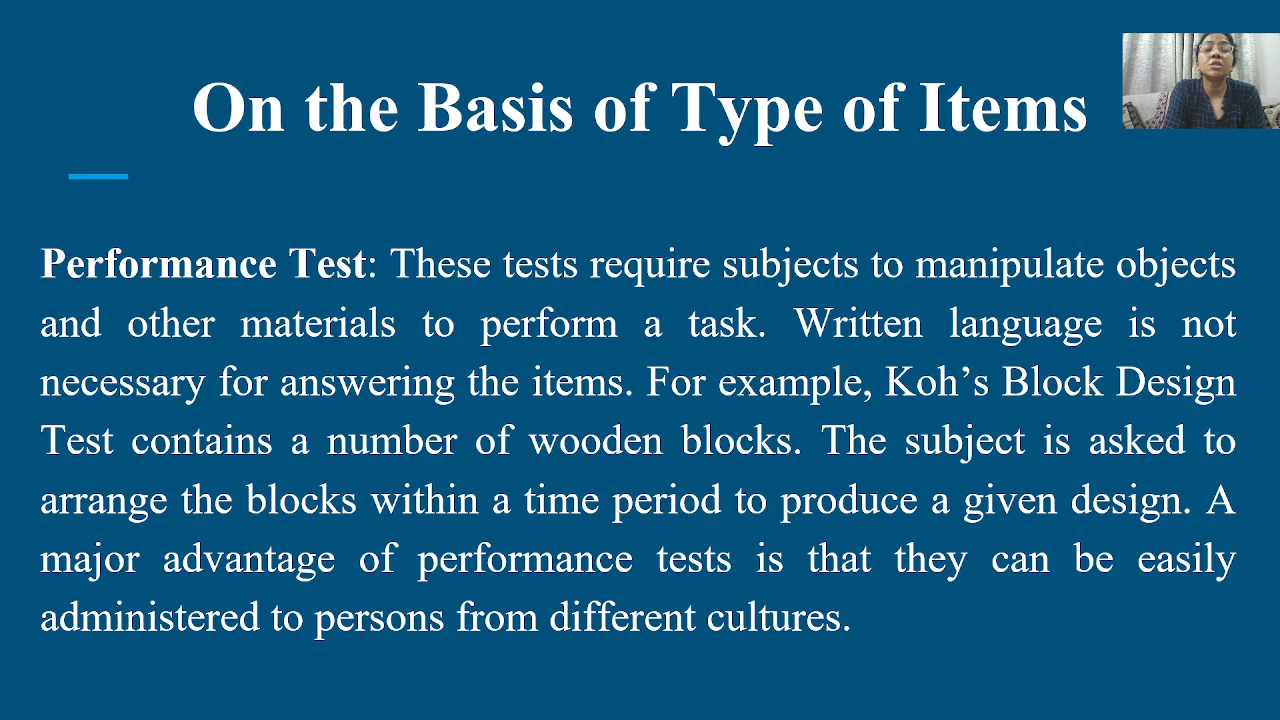 On the Basis of Type of Items
Performance Test: These tests require subjects to manipulate objects
and other materials to perform a task. Written language is not
necessary for answering the items. For example, Koh’s Block Design
Test contains a number of wooden blocks. The subject is asked to
arrange the blocks within a time period to produce a given design. A
major advantage of performance tests is that they can be easily
administered to persons from different cultures.